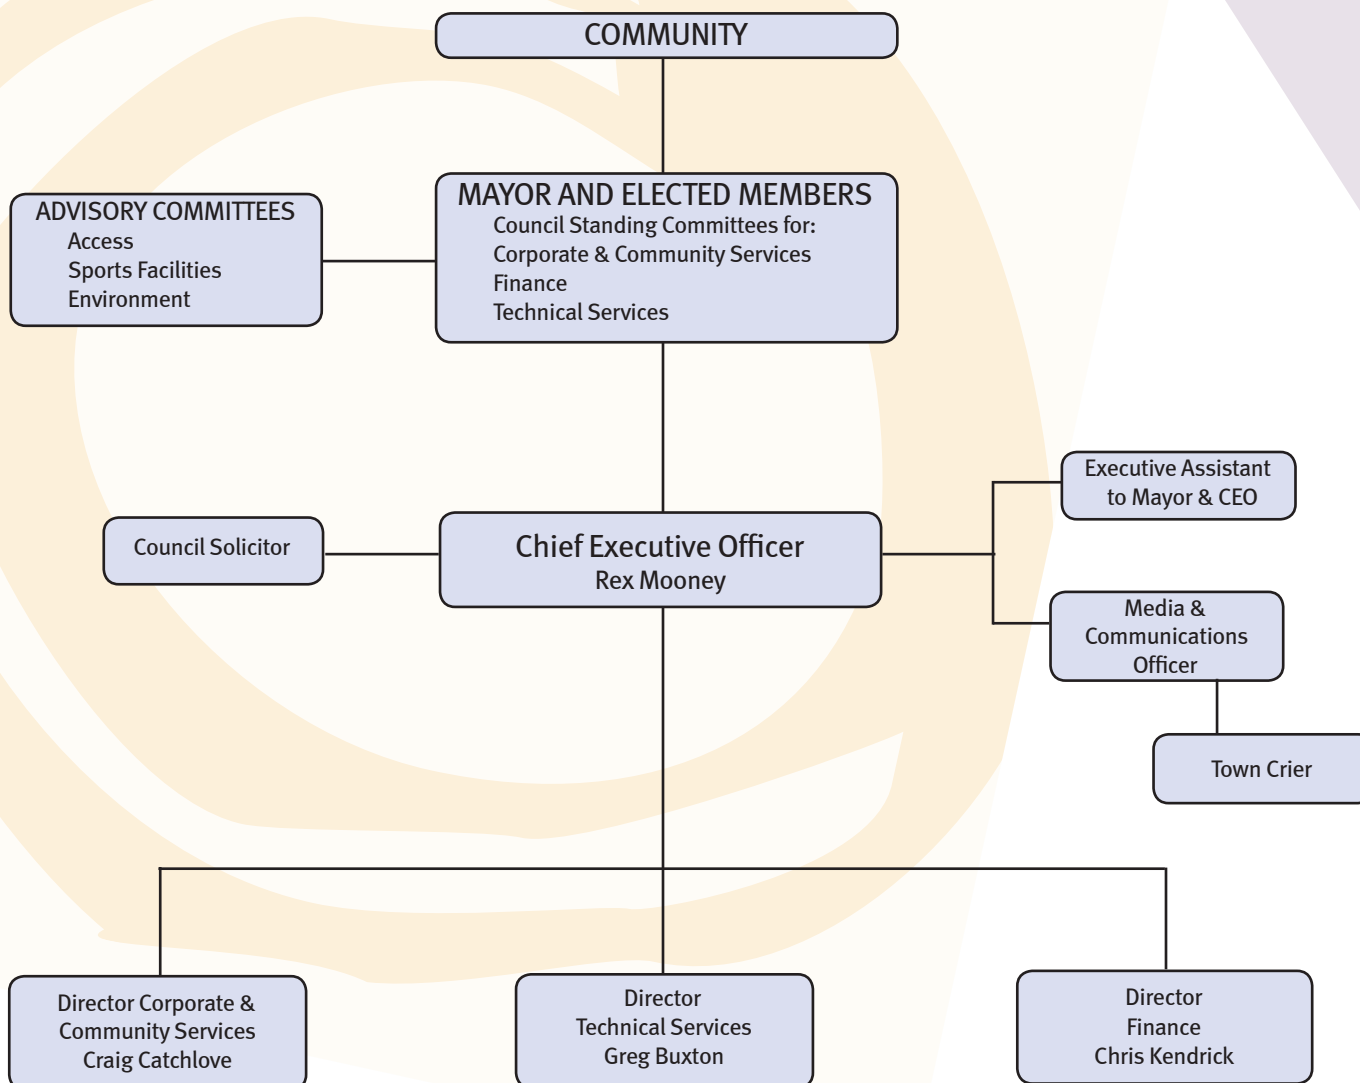 COMMUNITY
MAYOR AND ELECTED MEMBERS
Council Standing Committees for:
Corporate & Community Services
Finance
Technical Services
ADVISORY COMMITTEES
Access
Sports Facilities
Environment
Executive Assistant
to Mayor & CEO
Council Solicitor
Chief Executive Officer
Rex Mooney
Media &
Communications
Officer
Town Crier
Director Corporate &
Community Services
Craig Catchlove
Director
Technical Services
Greg Buxton
Director
Finance
Chris Kendrick